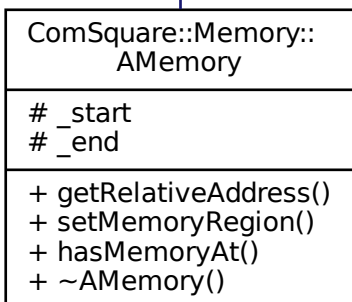 ComSquare::Memory::
AMemory
# _start
# _end
+ getRelativeAddress()
+ setMemoryRegion()
+ hasMemoryAt()
+ ~AMemory()